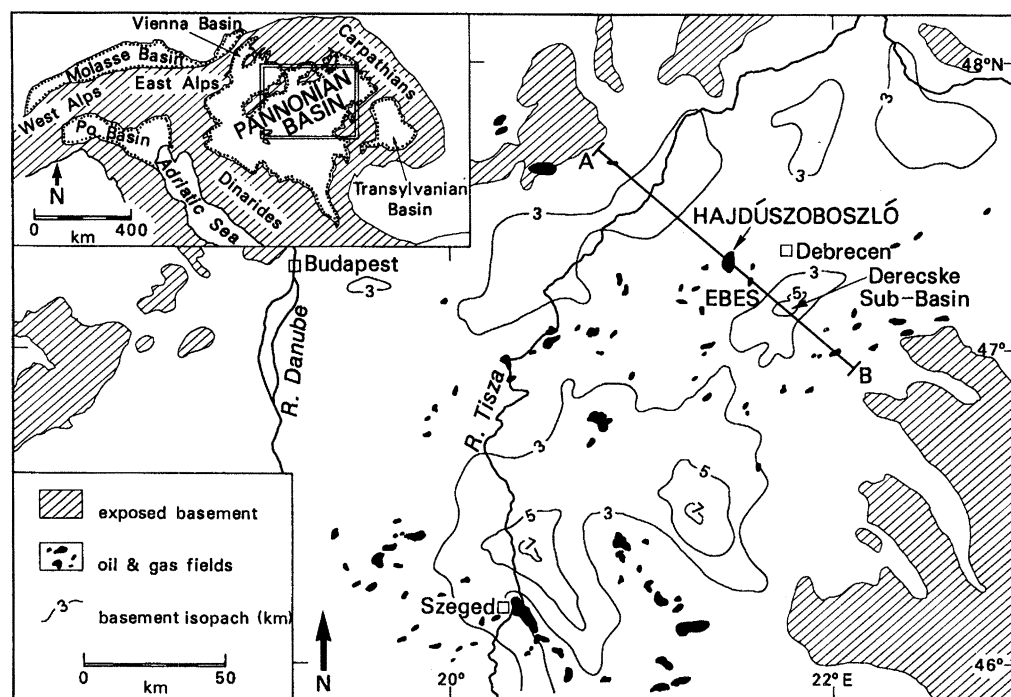 Vienna Basin
Molasse Basin
East Alps
Carpathians
West Alps
PANNONIAN
BASIN
Po Basin
Adriatic Sea
Dinarides
Transylvanian
Basin
N
0 400
km
48°N
3
3
A
3
HAJDÚSZOBOSZLÓ
Debrecen
3
5
Derecske
Sub-Basin
EBES
Budapest
3
47°
B
R. Danube
R. Tisza
3
5
7
5
3
7
exposed basement
oil & gas fields
3 basement isopach (km)
Szeged
0 50
km
N
20°
22°E
46°